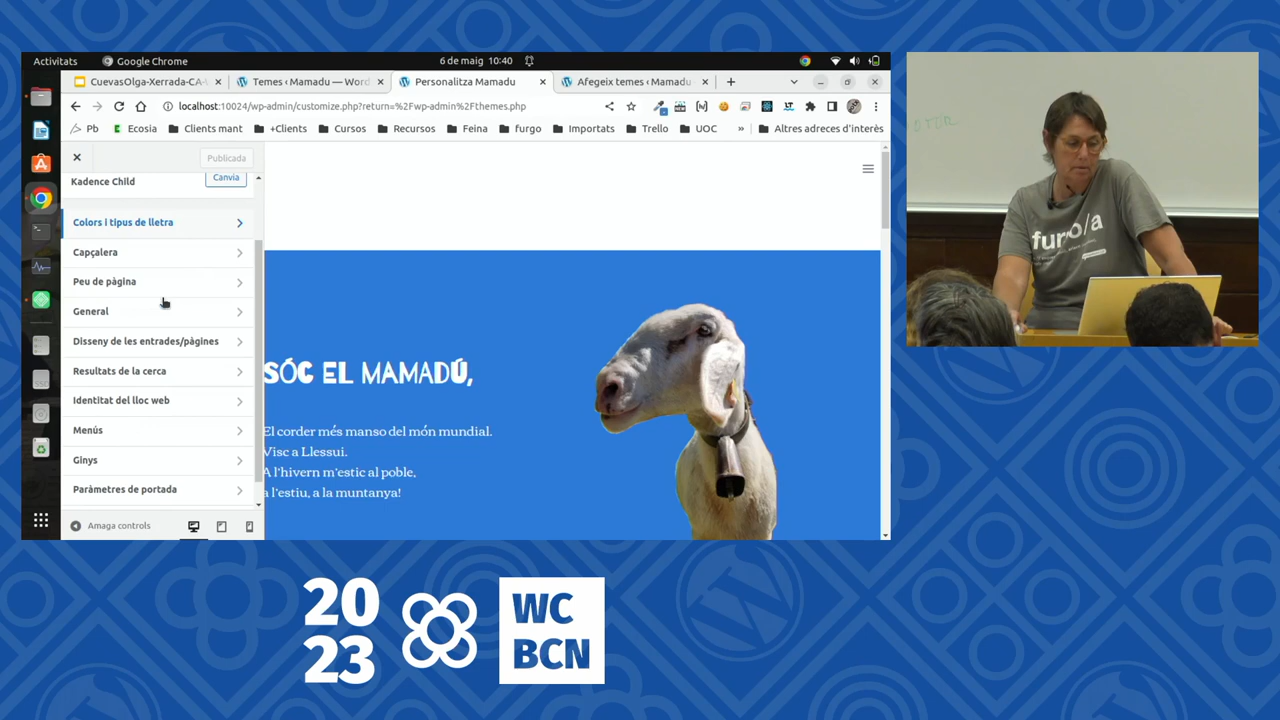 Activitats
Google Chrome
6 de maig 10:40
CuevasOlga-Xerrada-CA-
Temes ‹ Mamadu — Word
Personalitza Mamadu
Afegeix temes ‹ Mamadu
localhost:10024/wp-admin/customize.php?return=%2Fwp-admin%2Fthemes.php
Pb
Ecosia
Clients mant
+Clients
Cursos
Recursos
Feina
furgo
Importats
Trello
UOC
»
Altres adreces d'interès
Publicada
Kadence Child
Canvia
Colors i tipus de lletra
Capçalera
Peu de pàgina
General
Disseny de les entrades/pàgines
Resultats de la cerca
Identitat del lloc web
Menús
Ginys
Paràmetres de portada
Amaga controls
SÓC EL MAMADÚ,
El corder més manso del món mundial.
Visc a Llessui.
A l'hivern m'estic al poble,
a l'estiu, a la muntanya!
20
23
WC
BCN